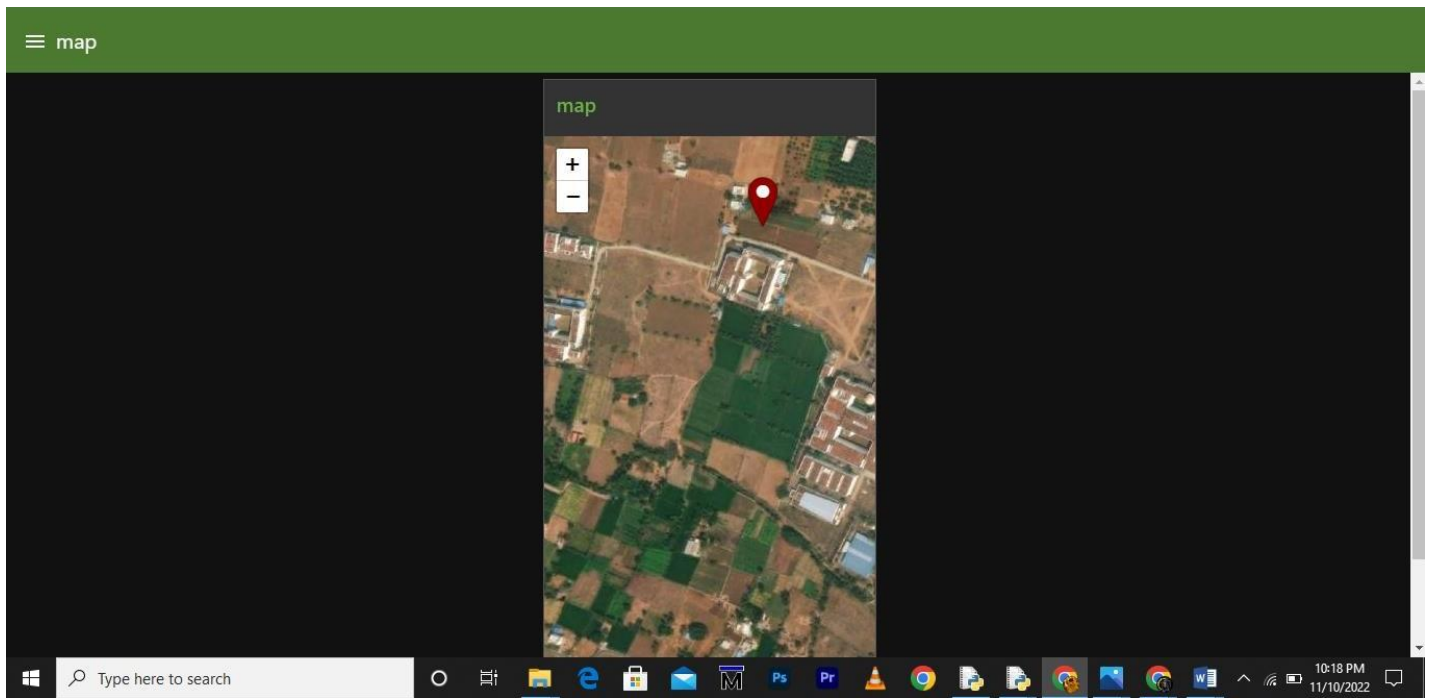 map
map
+
−
Type here to search
Ps
Pr
W
10:18 PM
11/10/2022